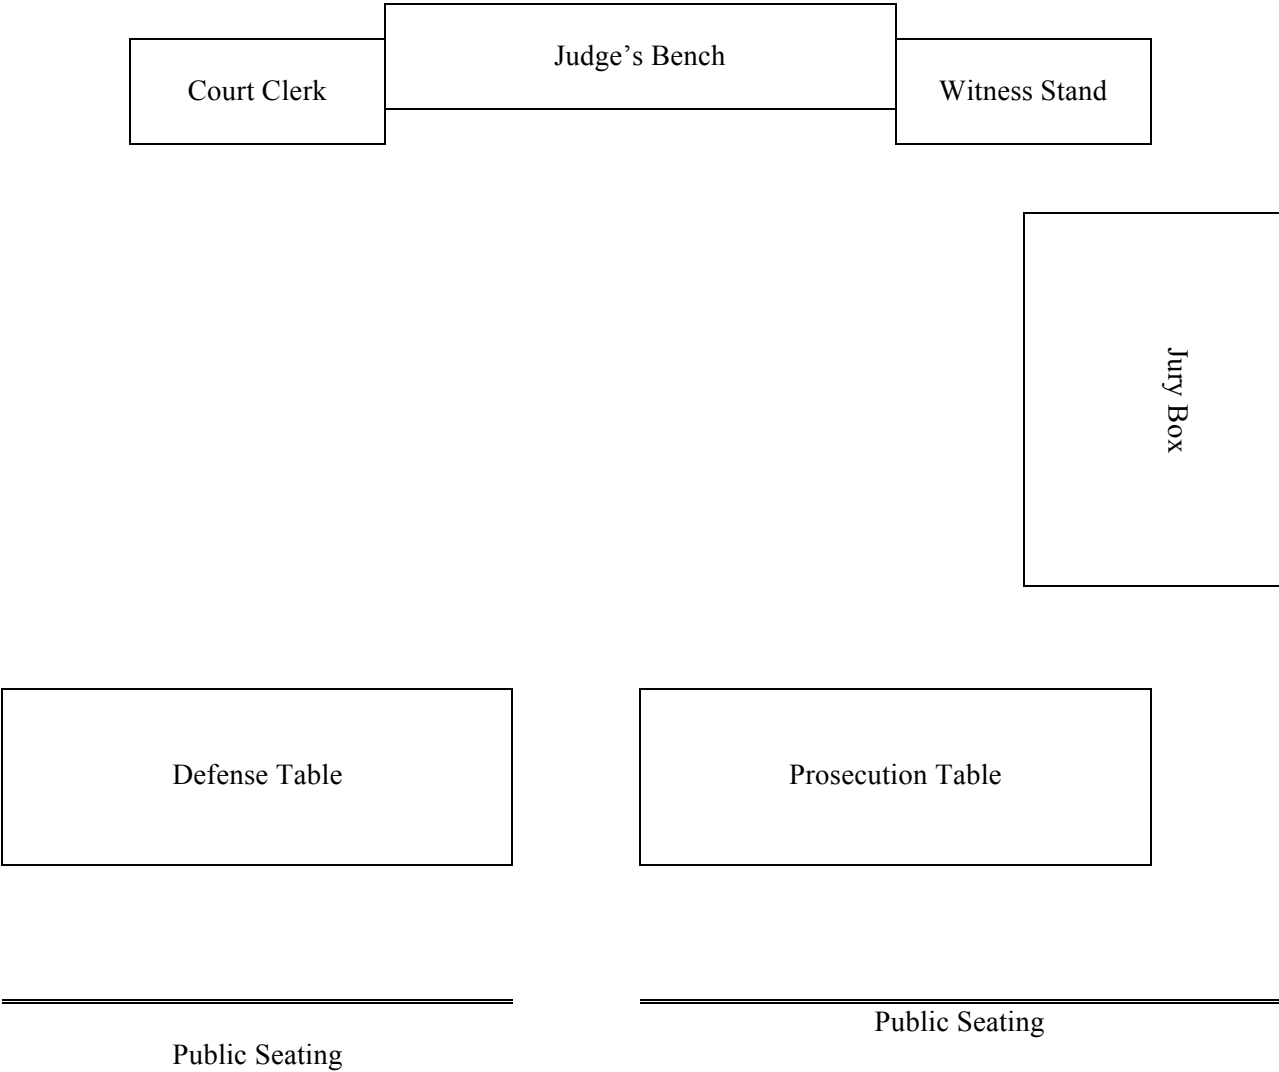 Judge’s Bench
Court Clerk
Witness Stand
Jury Box
Defense Table
Prosecution Table
Public Seating
Public Seating